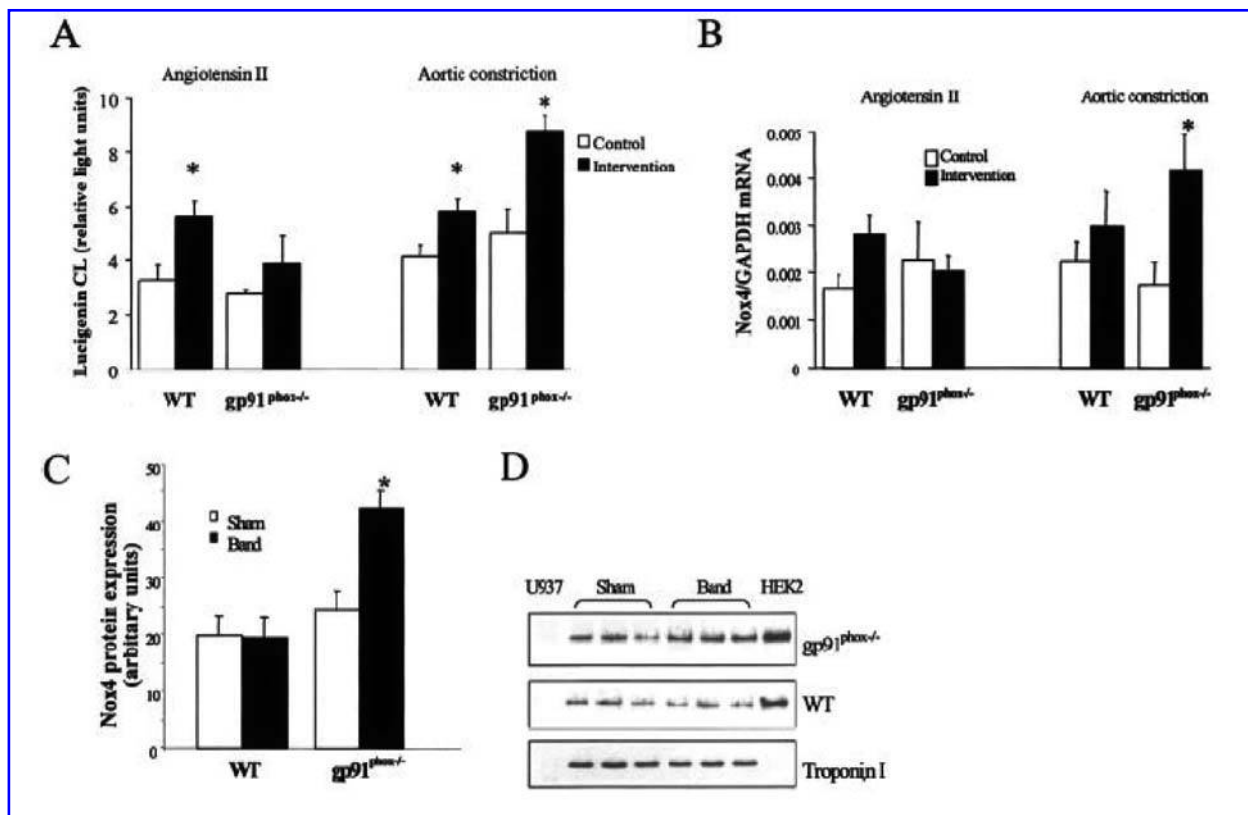 A
Angiotensin II
Aortic constriction
Lucigenin CL (relative light units)
10
8
6
4
2
0
*
*
*
Control
Intervention
WT
gp91phox-/-
WT
gp91phox-/-
B
Angiotensin II
Aortic constriction
Nox4/GAPDH mRNA
0.005
0.004
0.003
0.002
0.001
0
*
Control
Intervention
WT
gp91phox-/-
WT
gp91phox-/-
C
Nox4 protein expression
(arbitary units)
50
40
30
20
10
0
*
Sham
Band
WT
gp91phox-/-
D
U937 Sham Band HEK2
gp91phox-/-
WT
Troponin I